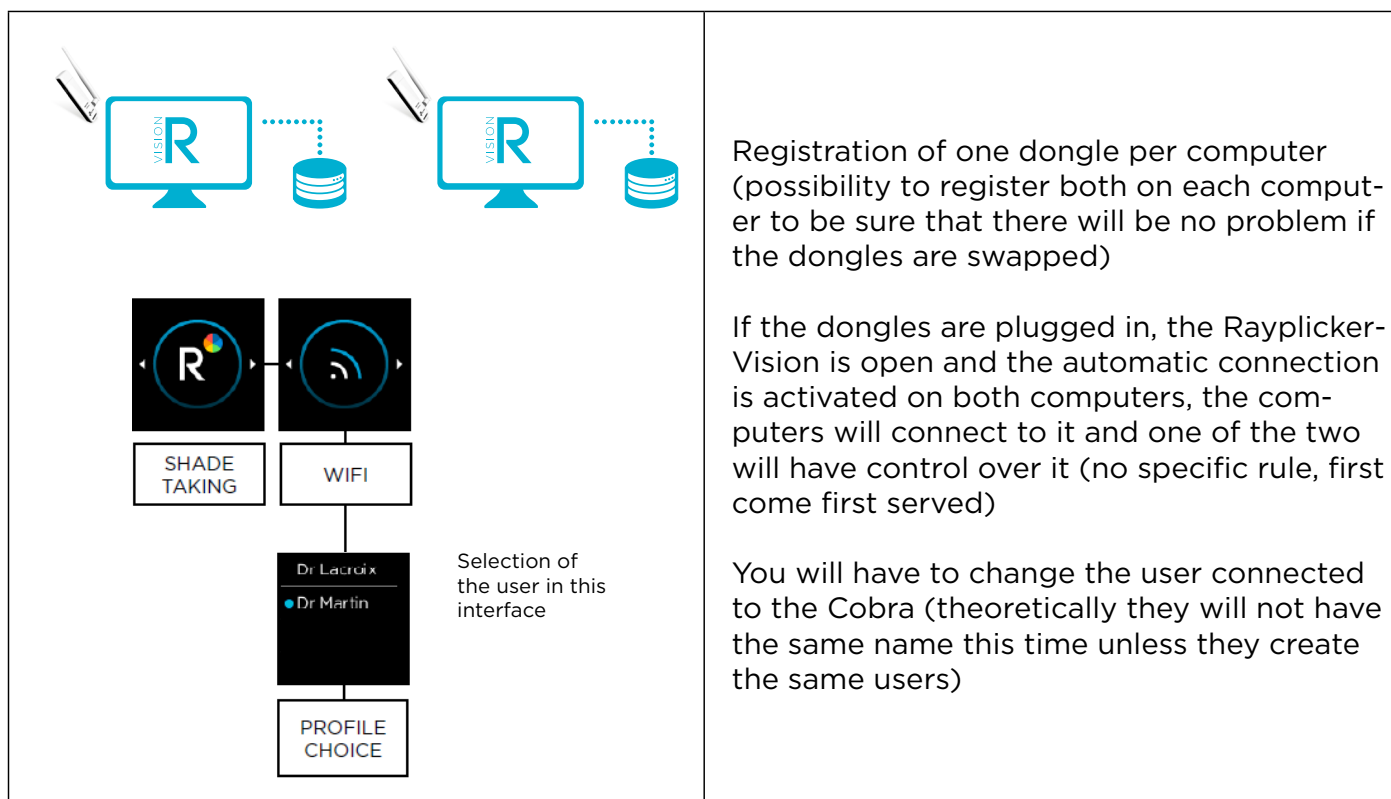 VISION R
VISION R
R
SHADE
TAKING
WIFI
Dr Lacroix
Dr Martin
Selection of
the user in this
interface
PROFILE
CHOICE
Registration of one dongle per computer
(possibility to register both on each comput-
er to be sure that there will be no problem if
the dongles are swapped)
If the dongles are plugged in, the Rayplicker-
Vision is open and the automatic connection
is activated on both computers, the com-
puters will connect to it and one of the two
will have control over it (no specific rule, first
come first served)
You will have to change the user connected
to the Cobra (theoretically they will not have
the same name this time unless they create
the same users)